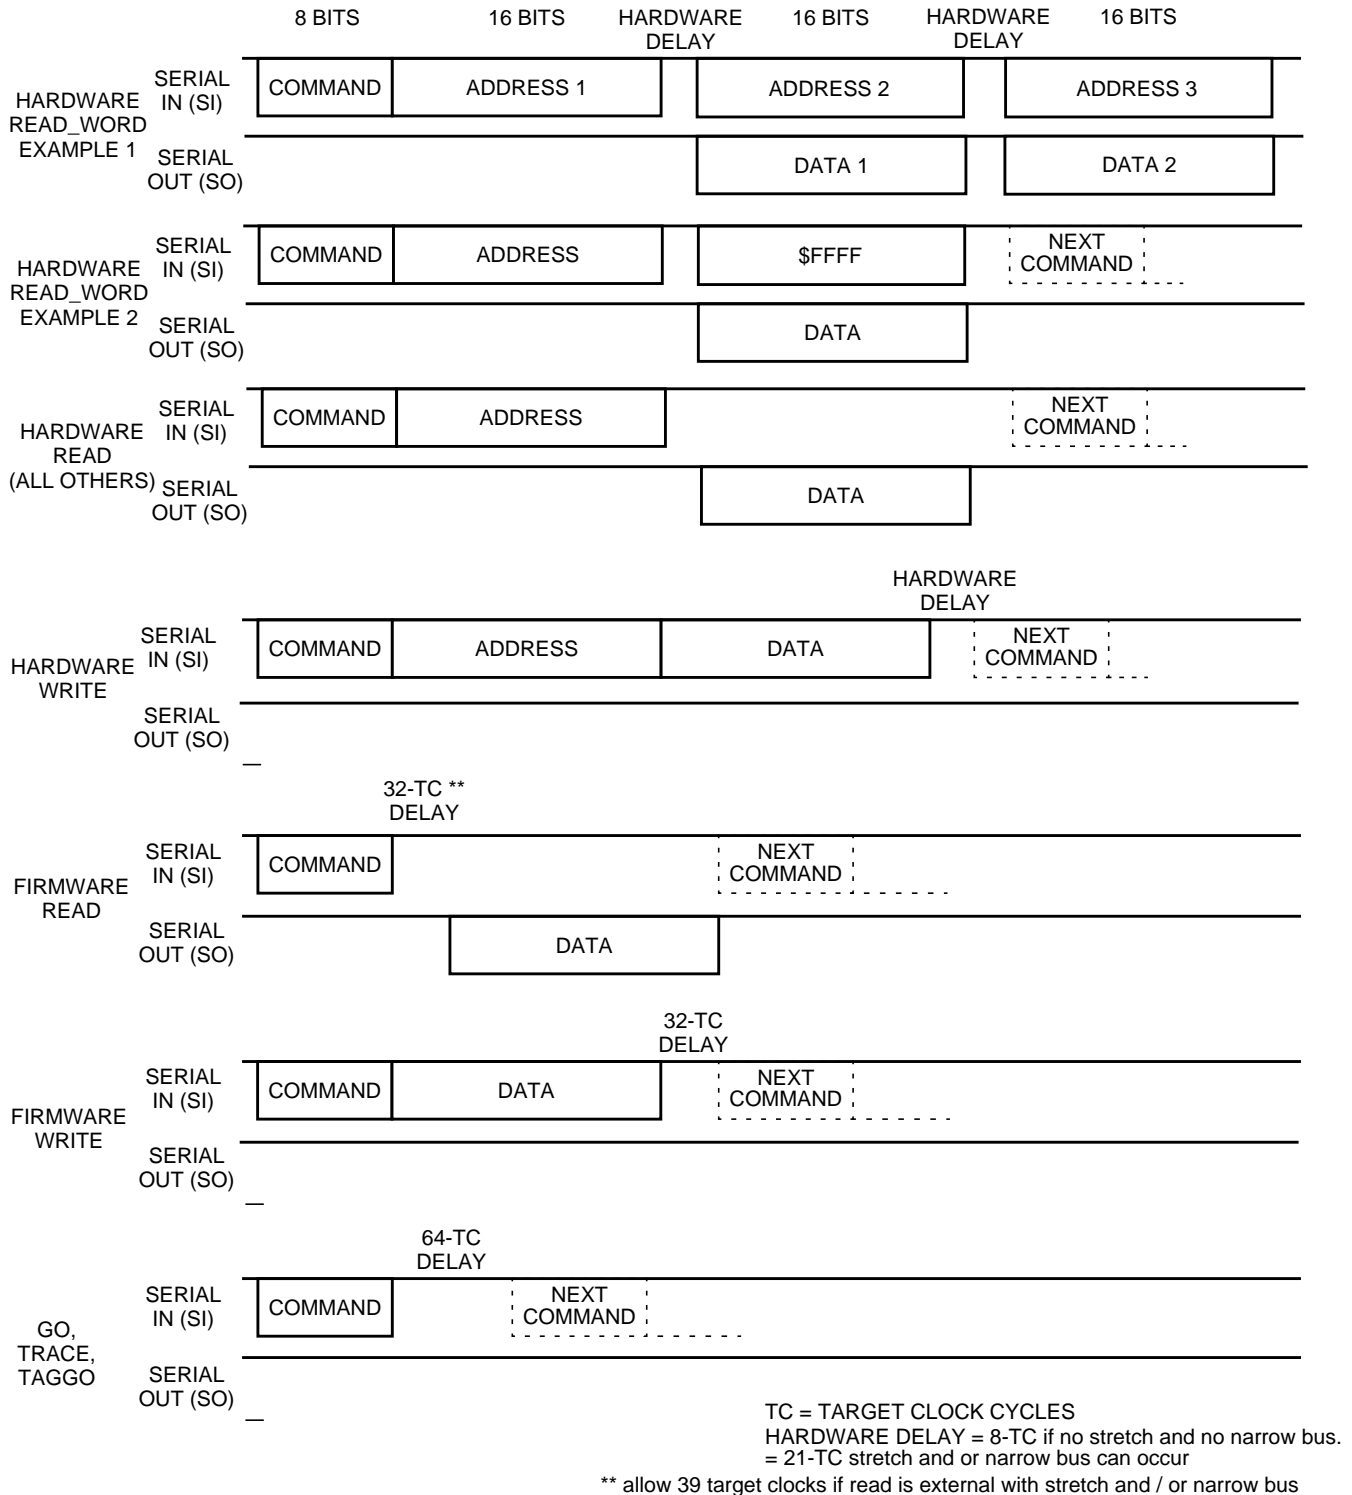 8 BITS 16 BITS HARDWARE DELAY 16 BITS HARDWARE DELAY 16 BITS
HARDWARE
READ_WORD
EXAMPLE 1
SERIAL
IN (SI)
COMMAND ADDRESS 1 ADDRESS 2 ADDRESS 3
SERIAL
OUT (SO)
DATA 1 DATA 2
HARDWARE
READ_WORD
EXAMPLE 2
SERIAL
IN (SI)
COMMAND ADDRESS $FFFF NEXT COMMAND
SERIAL
OUT (SO)
DATA
HARDWARE
READ
(ALL OTHERS)
SERIAL
IN (SI)
COMMAND ADDRESS NEXT COMMAND
SERIAL
OUT (SO)
DATA
HARDWARE
DELAY
HARDWARE
WRITE
SERIAL
IN (SI)
COMMAND ADDRESS DATA NEXT COMMAND
SERIAL
OUT (SO)
32-TC **
DELAY
FIRMWARE
READ
SERIAL
IN (SI)
COMMAND NEXT COMMAND
SERIAL
OUT (SO)
DATA
32-TC
DELAY
FIRMWARE
WRITE
SERIAL
IN (SI)
COMMAND DATA NEXT COMMAND
SERIAL
OUT (SO)
64-TC
DELAY
GO,
TRACE,
TAGGO
SERIAL
IN (SI)
COMMAND NEXT COMMAND
SERIAL
OUT (SO)
TC = TARGET CLOCK CYCLES
HARDWARE DELAY = 8-TC if no stretch and no narrow bus.
= 21-TC stretch and or narrow bus can occur
** allow 39 target clocks if read is external with stretch and / or narrow bus